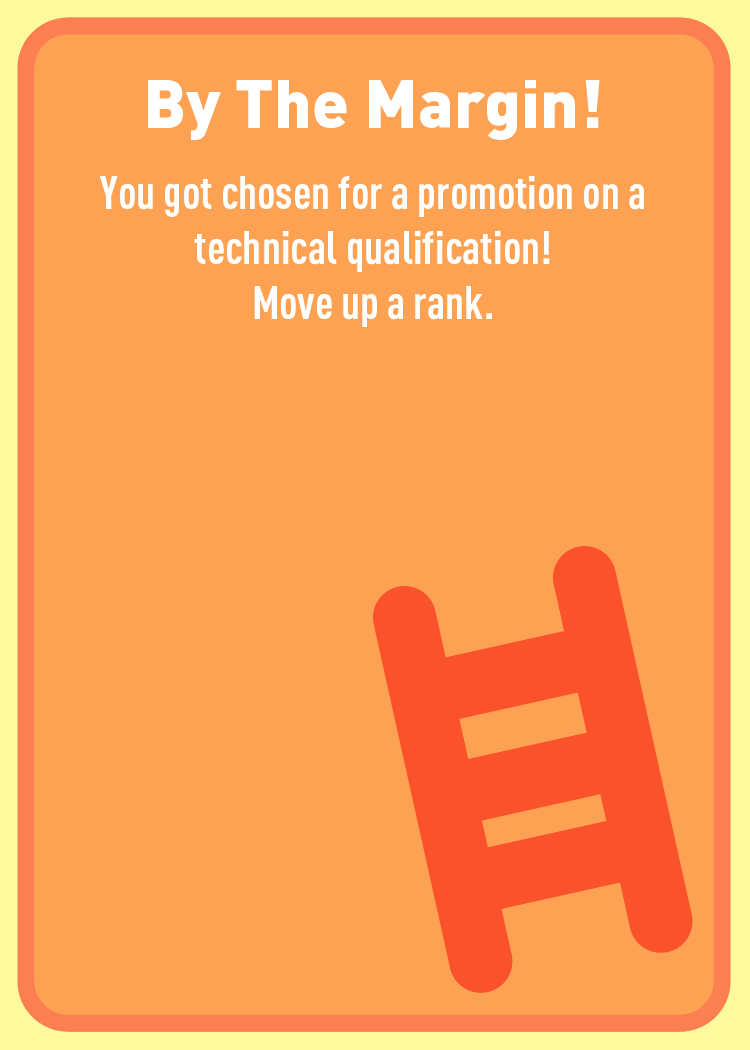 By The Margin!
You got chosen for a promotion on a
technical qualification!
Move up a rank.